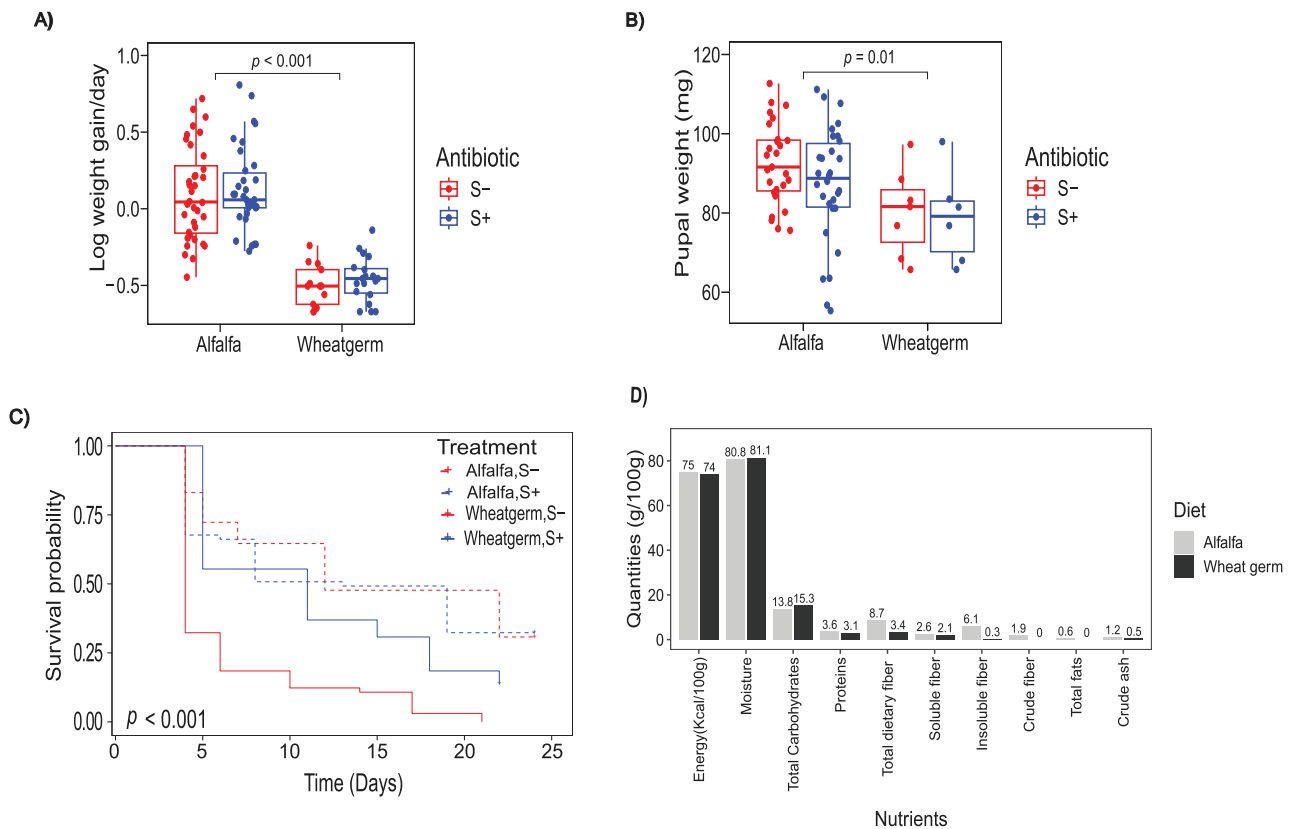 A)
Log weight gain/day
1.0
0.5
0.0
−0.5
p < 0.001
Alfalfa
Wheatgerm
Antibiotic
S−
S+
B)
Pupal weight (mg)
120
100
80
60
p = 0.01
Alfalfa
Wheatgerm
Antibiotic
S−
S+
C)
Survival probability
1.00
0.75
0.50
0.25
0.00
Treatment
Alfalfa,S−
Alfalfa,S+
Wheatgerm,S−
Wheatgerm,S+
p < 0.001
0 5 10 15 20 25
Time (Days)
D)
Quantities (g/100g)
80
60
40
20
0
75 74 80.8 81.1 13.8 15.3 3.6 3.1 8.7 3.4 2.6 2.1 6.1 0.3 1.9 0 0.6 0 1.2 0.5
Energy(Kcal/100g)
Moisture
Total Carbohydrates
Proteins
Total dietary fiber
Soluble fiber
Insoluble fiber
Crude fiber
Total fats
Crude ash
Nutrients
Diet
Alfalfa
Wheat germ